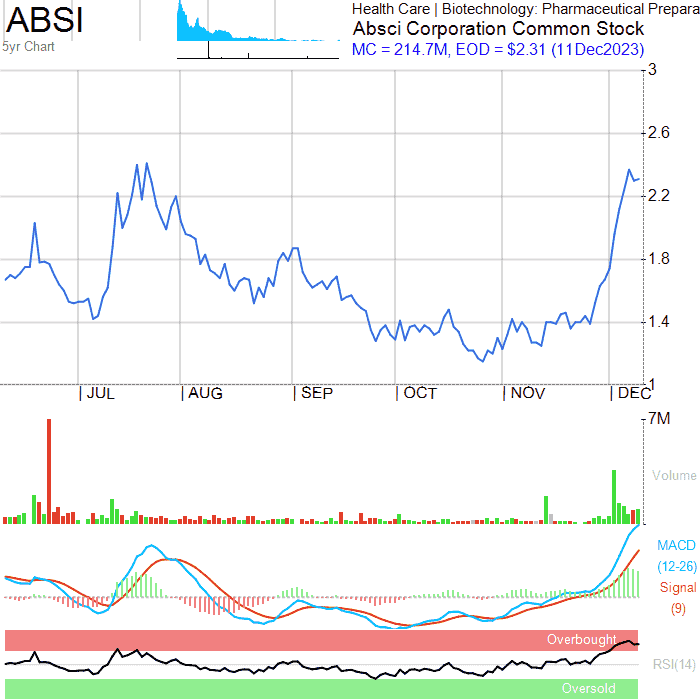 ABSI
5yr Chart
Health Care | Biotechnology: Pharmaceutical Prepara
Absci Corporation Common Stock
MC = 214.7M, EOD = $2.31 (11Dec2023)
3
2.6
2.2
1.8
1.4
1
| JUL | AUG | SEP | OCT | NOV | DEC
7M
Volume
MACD
(12-26)
Signal
(9)
Overbought
RSI(14)
Oversold